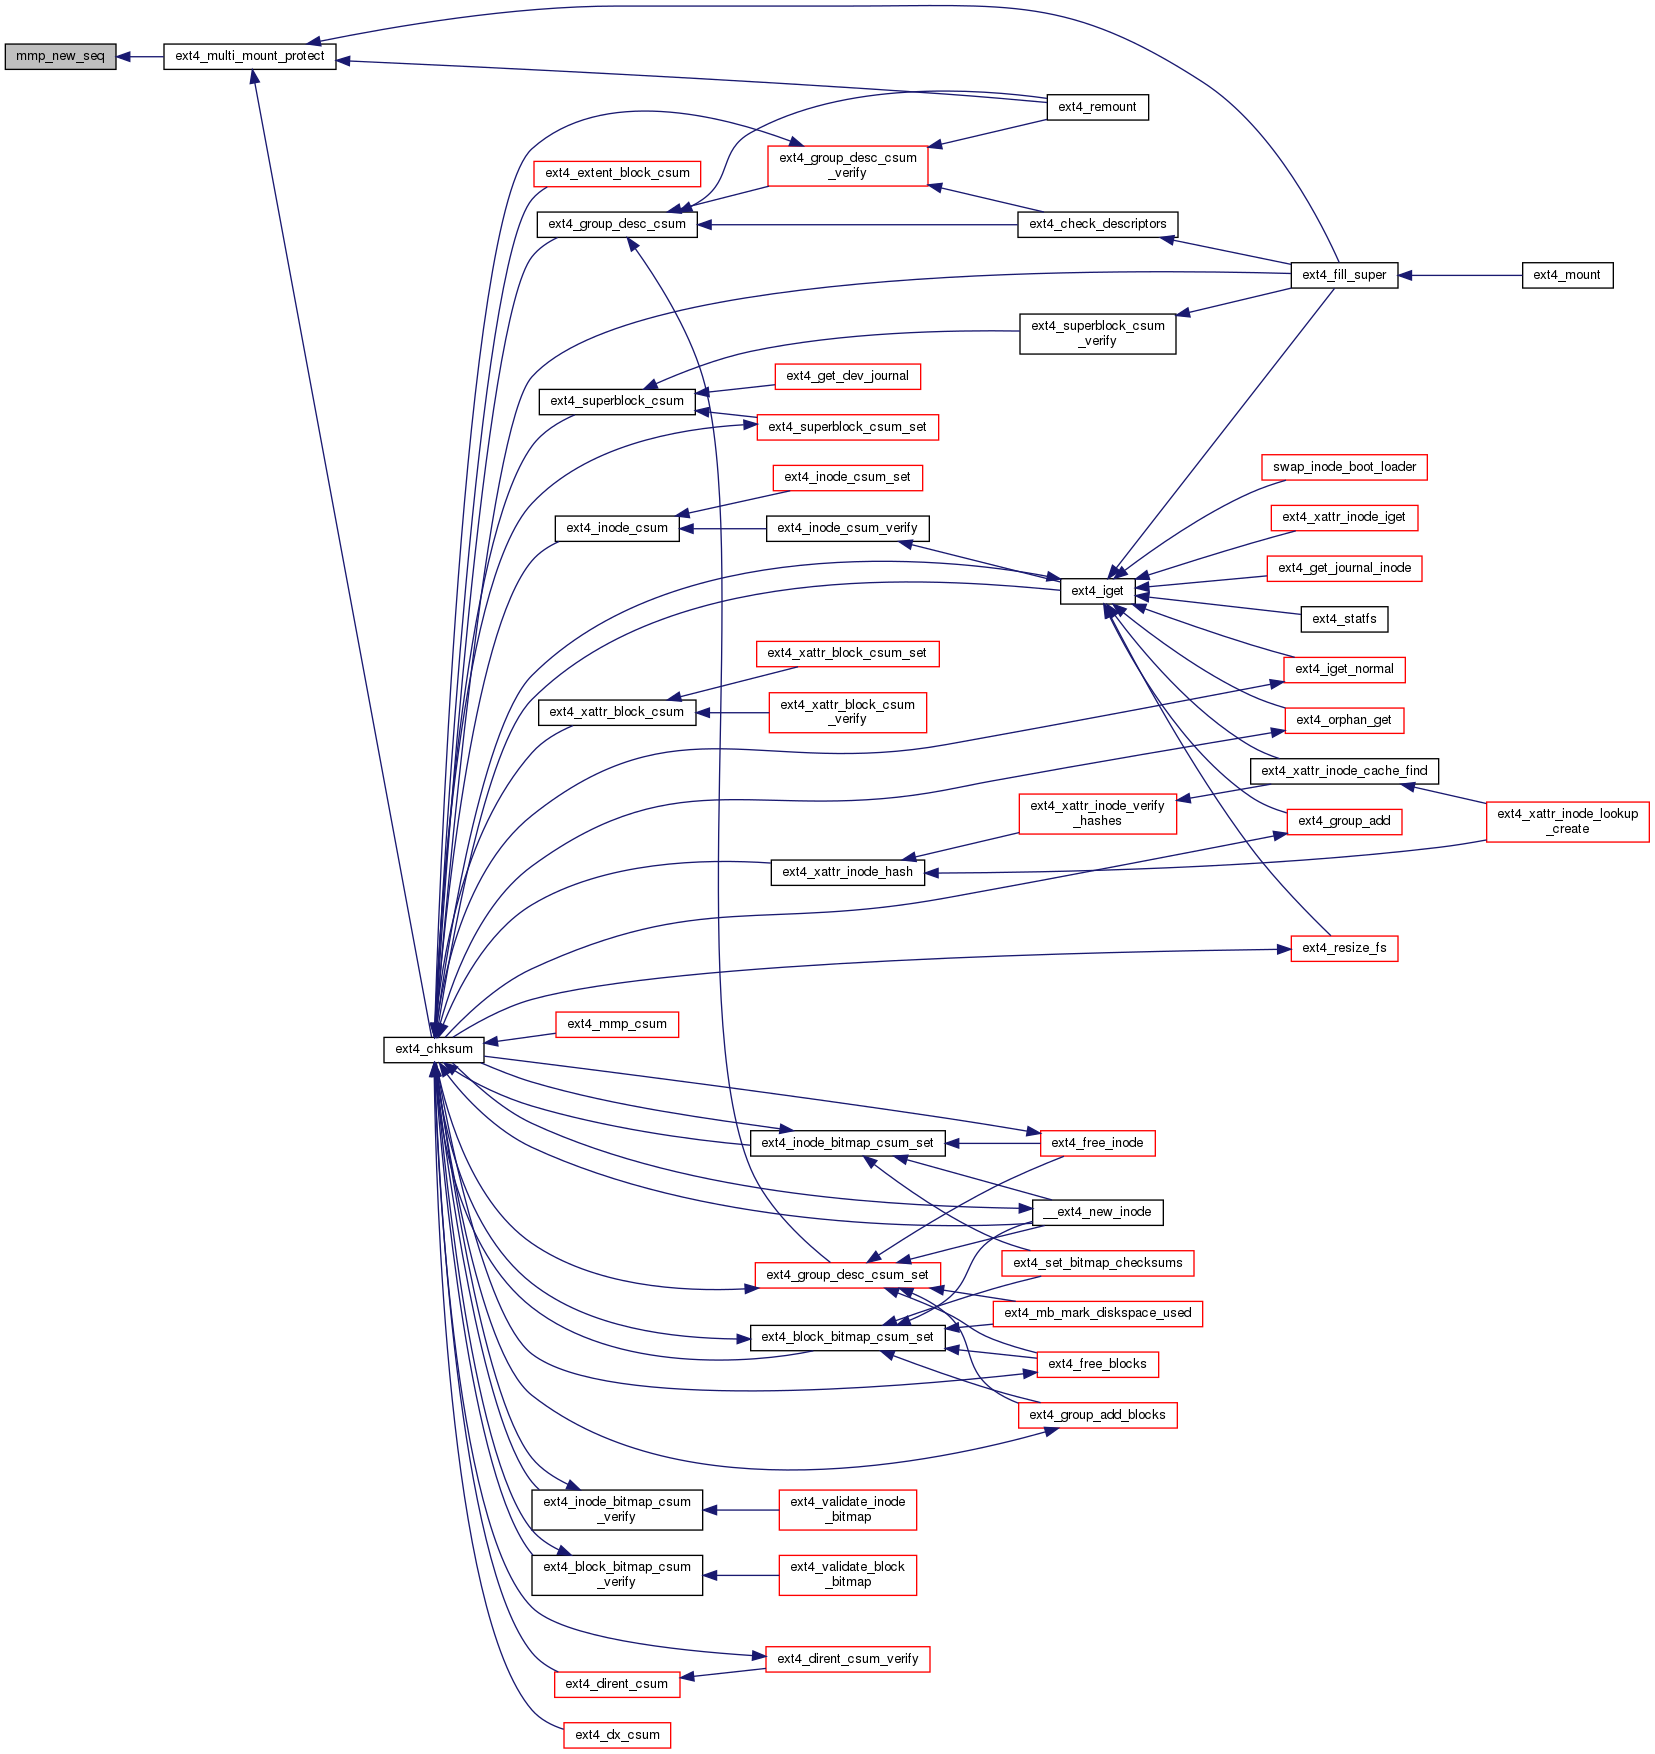 mmp_new_seq
ext4_multi_mount_protect
ext4_remount
ext4_group_desc_csum
_verify
ext4_extent_block_csum
ext4_group_desc_csum
ext4_check_descriptors
ext4_fill_super
ext4_mount
ext4_superblock_csum
_verify
ext4_get_dev_journal
ext4_superblock_csum
ext4_superblock_csum_set
swap_inode_boot_loader
ext4_inode_csum_set
ext4_xattr_inode_iget
ext4_inode_csum
ext4_inode_csum_verify
ext4_get_journal_inode
ext4_iget
ext4_statfs
ext4_xattr_block_csum_set
ext4_iget_normal
ext4_xattr_block_csum
ext4_xattr_block_csum
_verify
ext4_orphan_get
ext4_xattr_inode_cache_find
ext4_xattr_inode_verify
_hashes
ext4_group_add
ext4_xattr_inode_lookup
_create
ext4_xattr_inode_hash
ext4_resize_fs
ext4_mmp_csum
ext4_chksum
ext4_inode_bitmap_csum_set
ext4_free_inode
__ext4_new_inode
ext4_set_bitmap_checksums
ext4_group_desc_csum_set
ext4_mb_mark_diskspace_used
ext4_block_bitmap_csum_set
ext4_free_blocks
ext4_group_add_blocks
ext4_inode_bitmap_csum
_verify
ext4_validate_inode
_bitmap
ext4_block_bitmap_csum
_verify
ext4_validate_block
_bitmap
ext4_dirent_csum_verify
ext4_dirent_csum
ext4_dx_csum